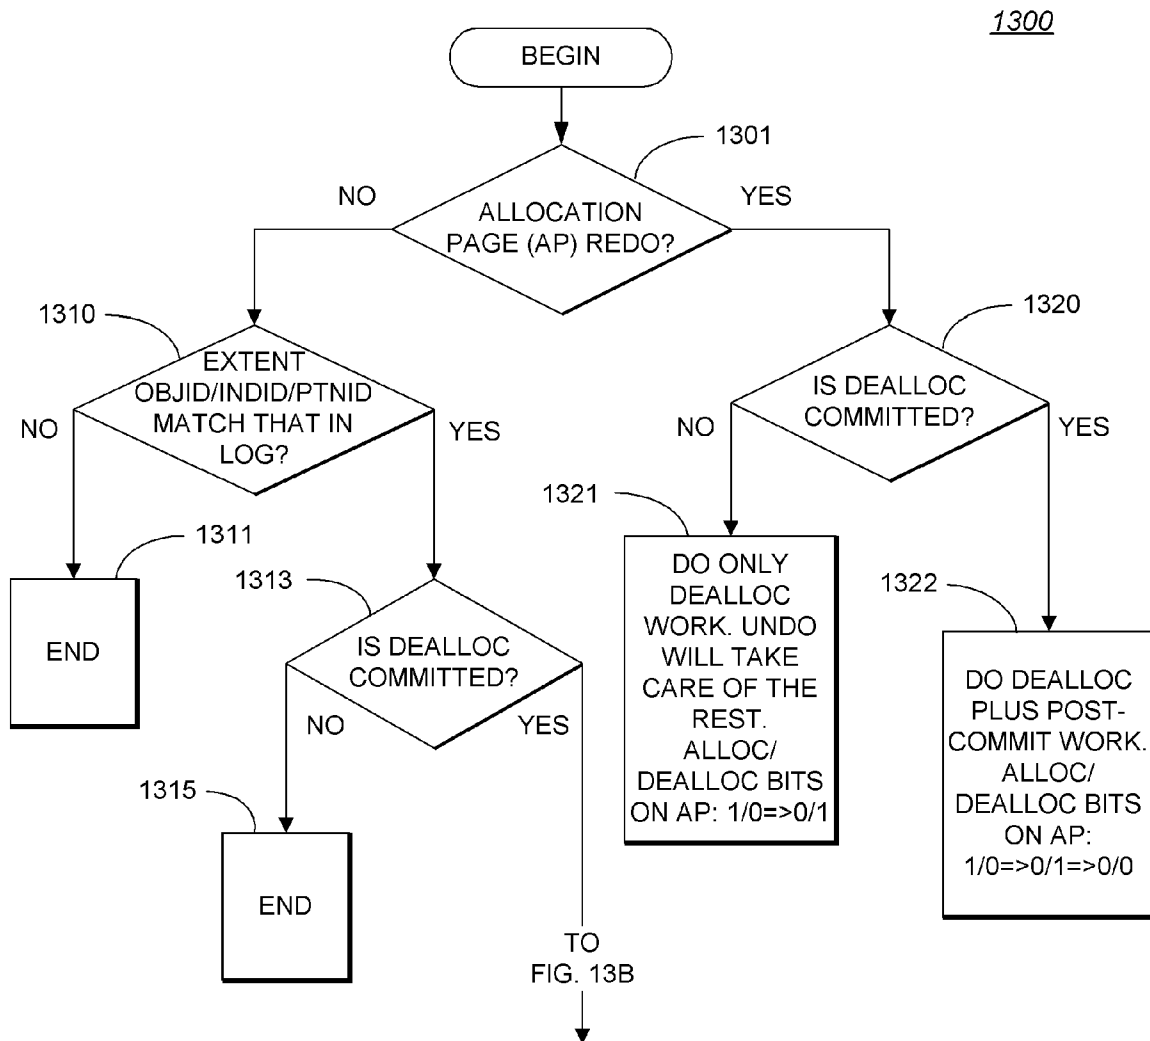 1300
BEGIN
1301
NO
YES
ALLOCATION
PAGE (AP) REDO?
1310
1320
EXTENT
OBJID/INDID/PTNID
MATCH THAT IN
LOG?
NO
YES
IS DEALLOC
COMMITTED?
NO
YES
1311
END
1313
IS DEALLOC
COMMITTED?
NO
YES
1315
END
TO
FIG. 13B
1321
DO ONLY
DEALLOC
WORK. UNDO
WILL TAKE
CARE OF THE
REST.
ALLOC/
DEALLOC BITS
ON AP: 1/0=>0/1
1322
DO DEALLOC
PLUS POST-
COMMIT WORK.
ALLOC/
DEALLOC BITS
ON AP:
1/0=>0/1=>0/0